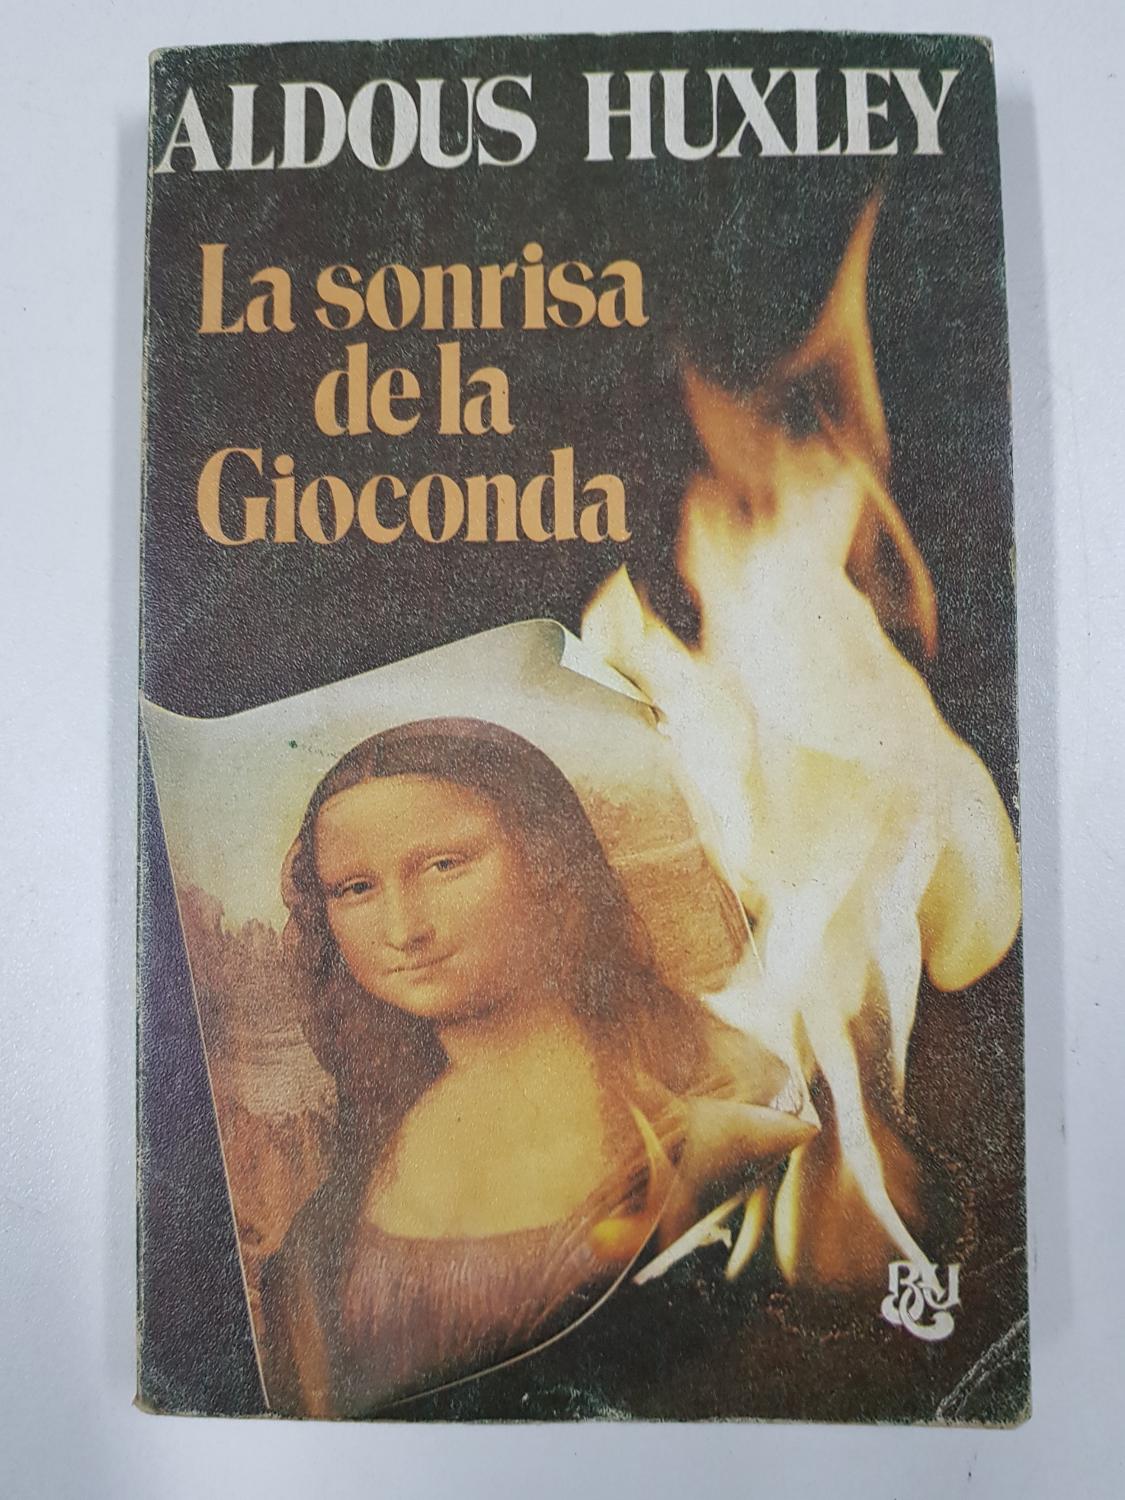 ALDOUS HUXLEY
La sonrisa
de la
Gioconda